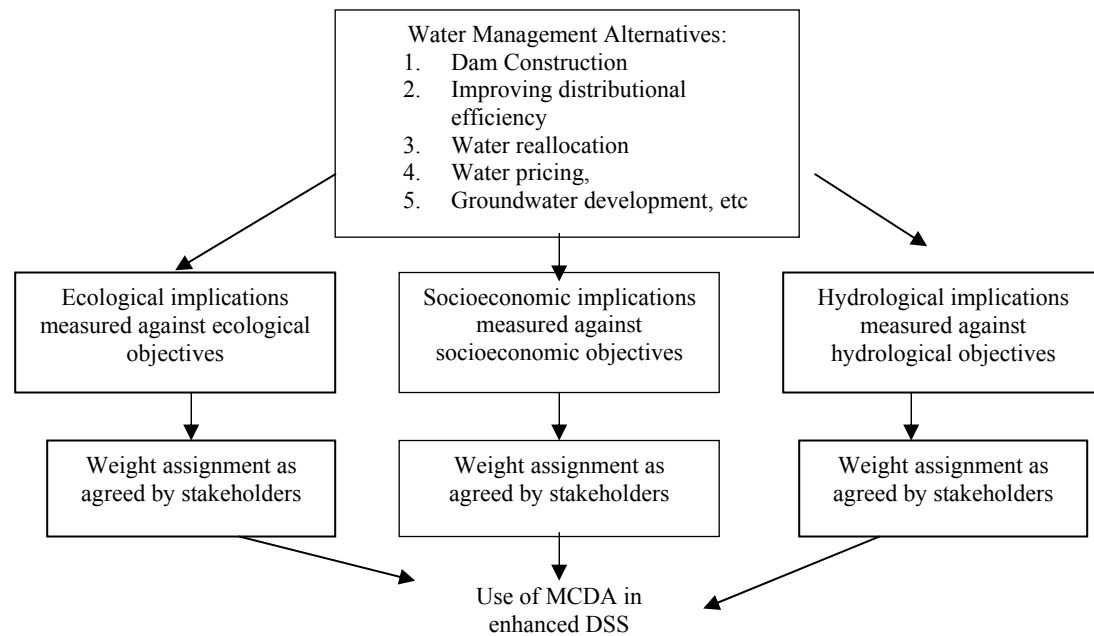 Water Management Alternatives:
1. Dam Construction
2. Improving distributional
efficiency
3. Water reallocation
4. Water pricing,
5. Groundwater development, etc
Ecological implications
measured against ecological
objectives
Socioeconomic implications
measured against
socioeconomic objectives
Hydrological implications
measured against
hydrological objectives
Weight assignment as
agreed by stakeholders
Weight assignment as
agreed by stakeholders
Weight assignment as
agreed by stakeholders
Use of MCDA in
enhanced DSS